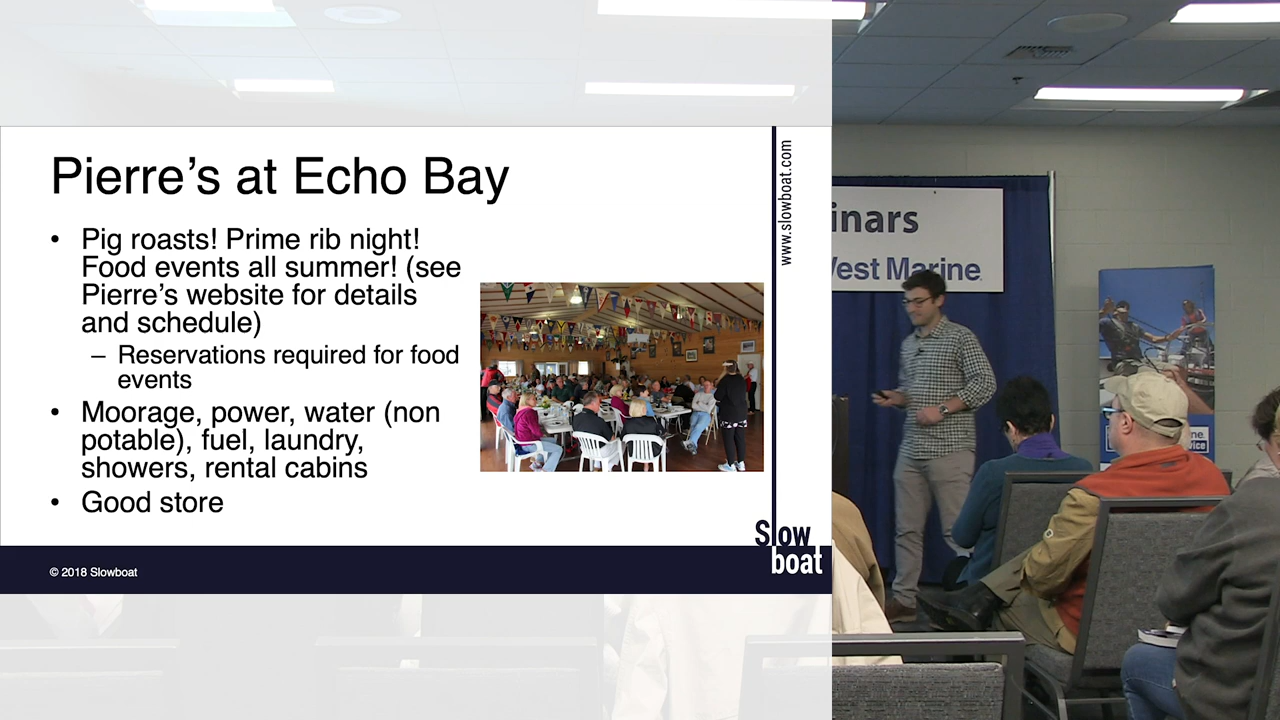 Pierre’s at Echo Bay
• Pig roasts! Prime rib night!
Food events all summer! (see
Pierre’s website for details
and schedule)
– Reservations required for food
events
• Moorage, power, water (non
potable), fuel, laundry,
showers, rental cabins
• Good store
www.slowboat.com
Slow
boat
© 2018 Slowboat
inars
West Marine